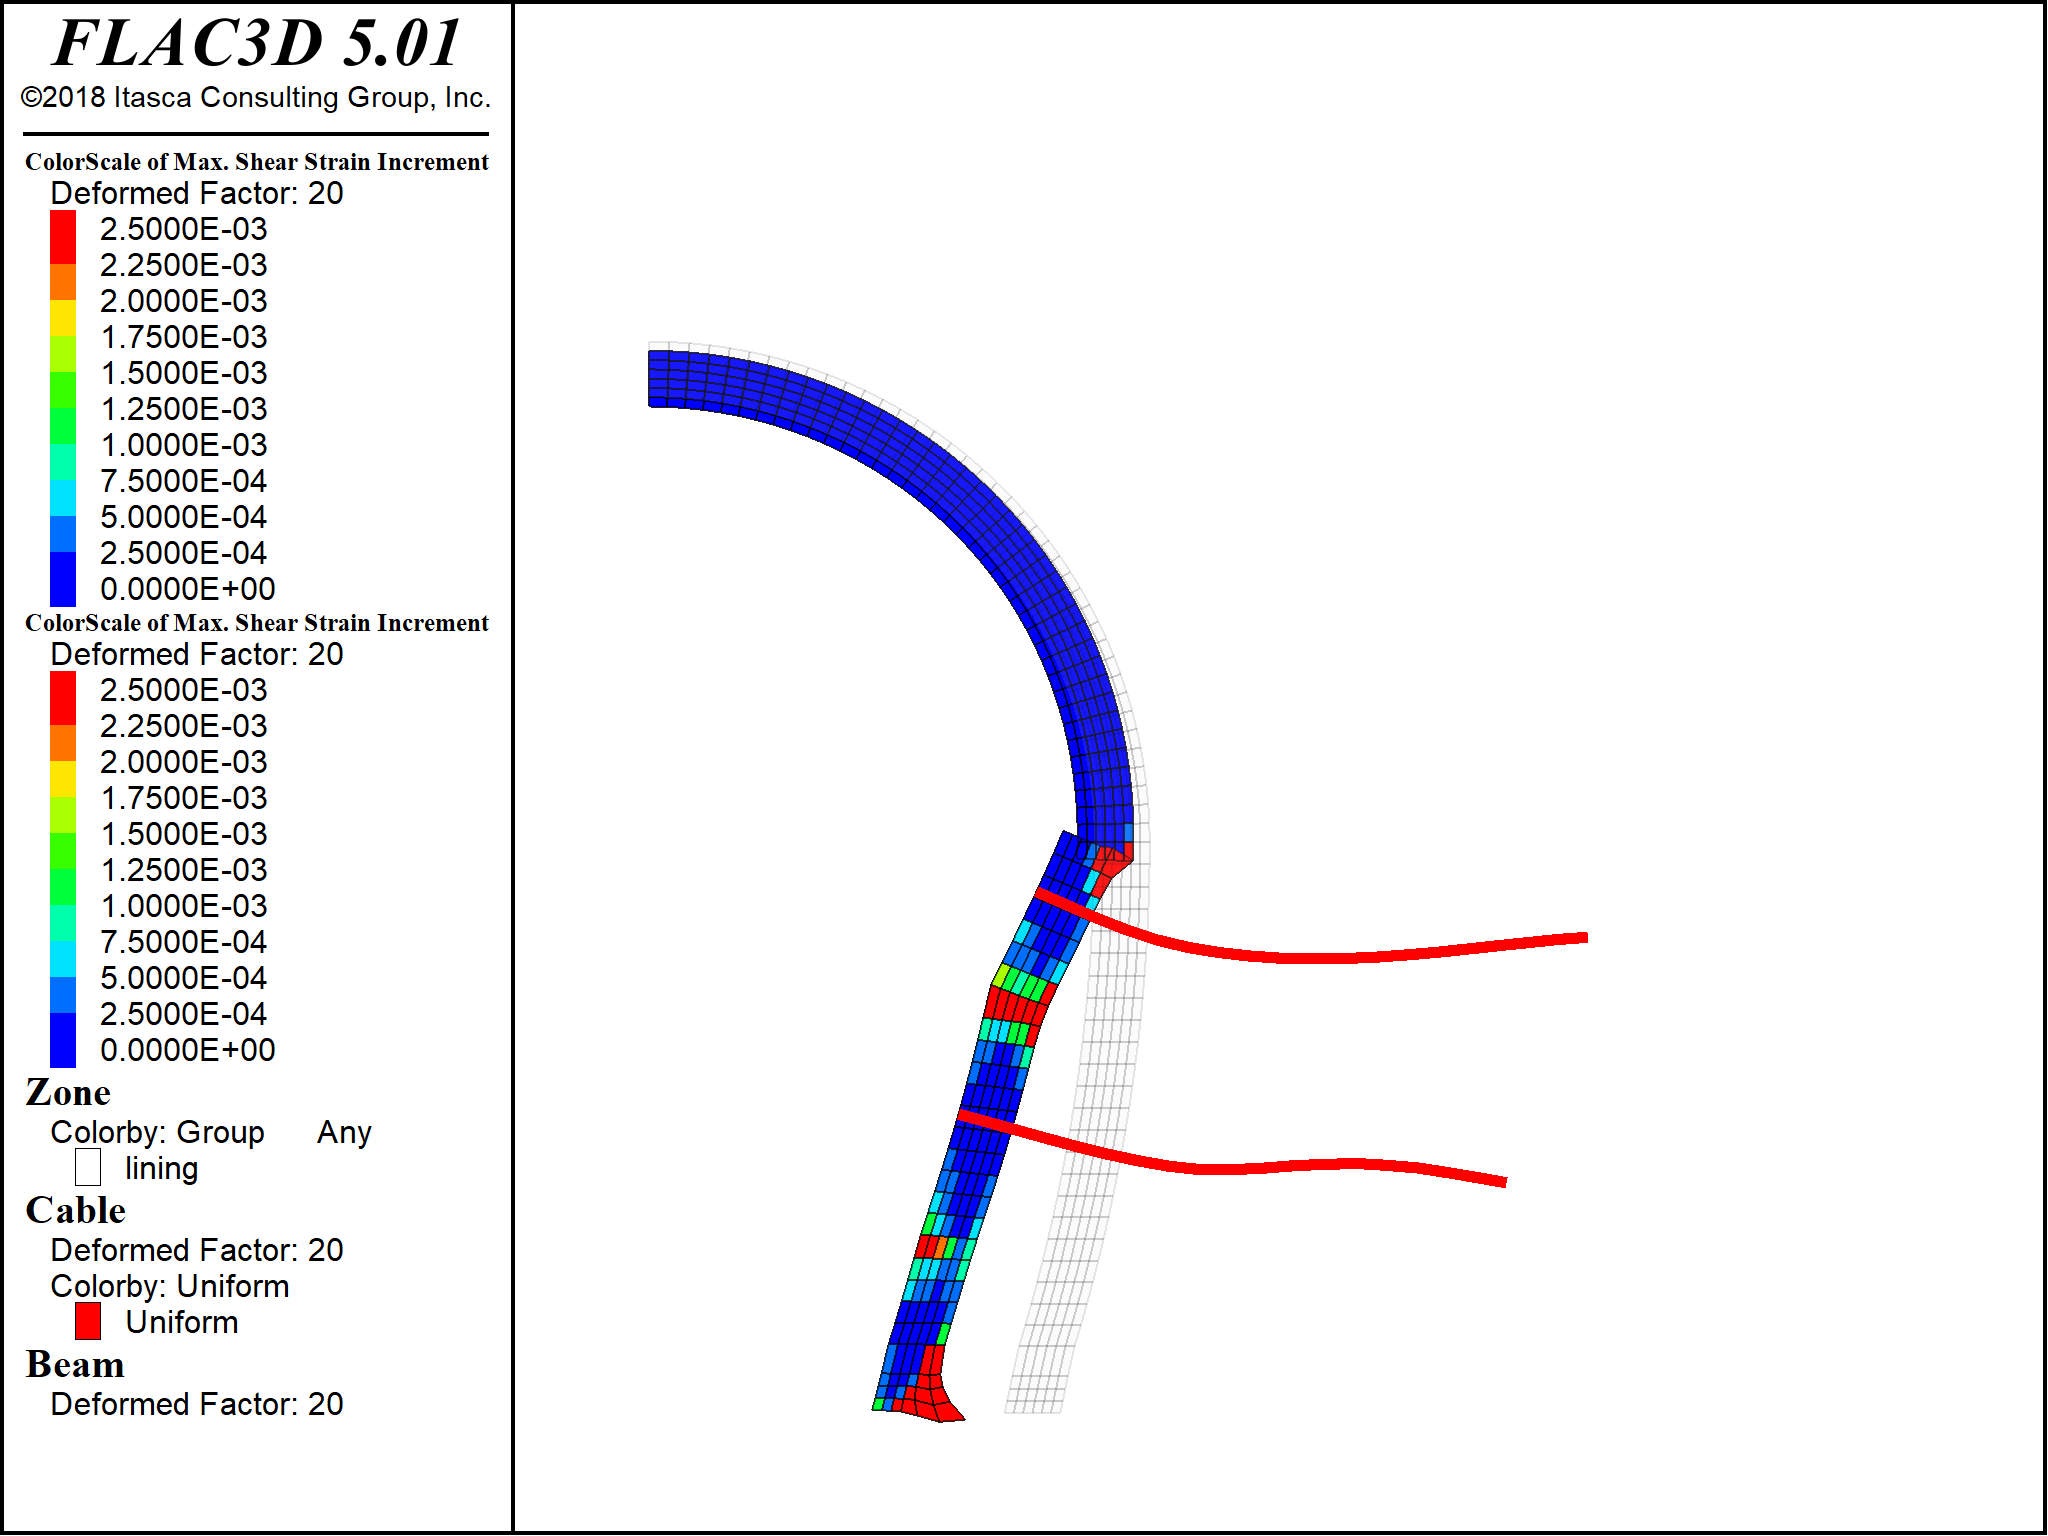 FLAC3D 5.01
©2018 Itasca Consulting Group, Inc.
ColorScale of Max. Shear Strain Increment
Deformed Factor: 20
2.5000E-03
2.2500E-03
2.0000E-03
1.7500E-03
1.5000E-03
1.2500E-03
1.0000E-03
7.5000E-04
5.0000E-04
2.5000E-04
0.0000E+00
ColorScale of Max. Shear Strain Increment
Deformed Factor: 20
2.5000E-03
2.2500E-03
2.0000E-03
1.7500E-03
1.5000E-03
1.2500E-03
1.0000E-03
7.5000E-04
5.0000E-04
2.5000E-04
0.0000E+00
Zone
Colorby: Group Any
lining
Cable
Deformed Factor: 20
Colorby: Uniform
Uniform
Beam
Deformed Factor: 20